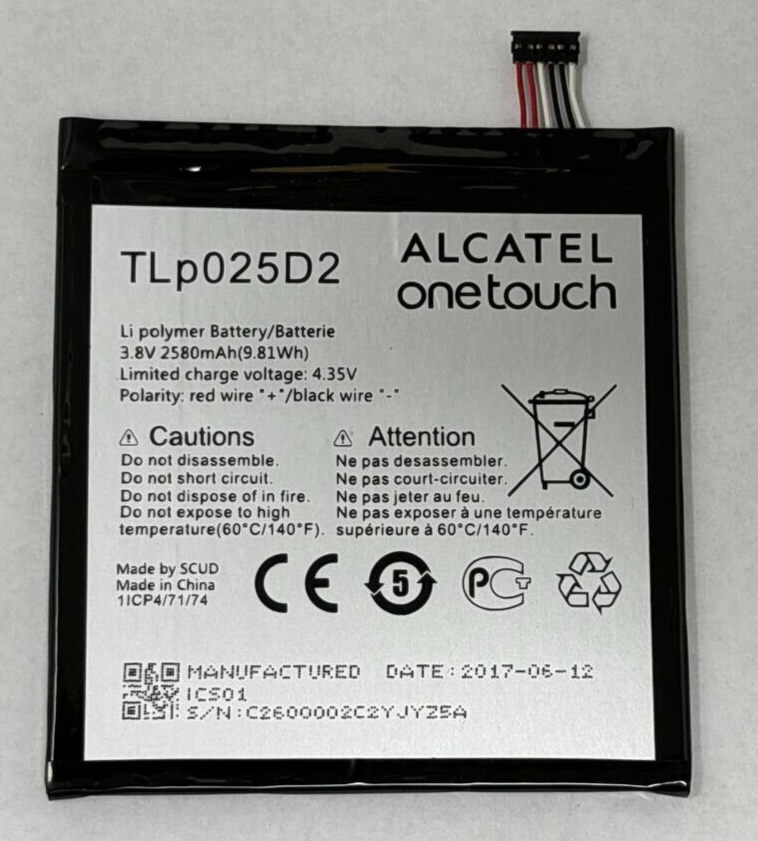 TLp025D2
ALCATEL
onetouch
Li polymer Battery/Batterie
3.8V 2580mAh(9.81Wh)
Limited charge voltage: 4.35V
Polarity: red wire "+"/black wire "-"
Cautions
Do not disassemble.
Do not short circuit.
Do not dispose of in fire.
Do not expose to high
temperature(60°C/140°F).
Attention
Ne pas desassembler.
Ne pas court-circuiter.
Ne pas jeter au feu.
Ne pas exposer à une température
supérieure à 60°C/140°F.
Made by SCUD
Made in China
1ICP4/71/74
CE
5
PCT
MANUFACTURED DATE:2017-06-12
ICS01
S/N:C2600002C2YJYZ5A